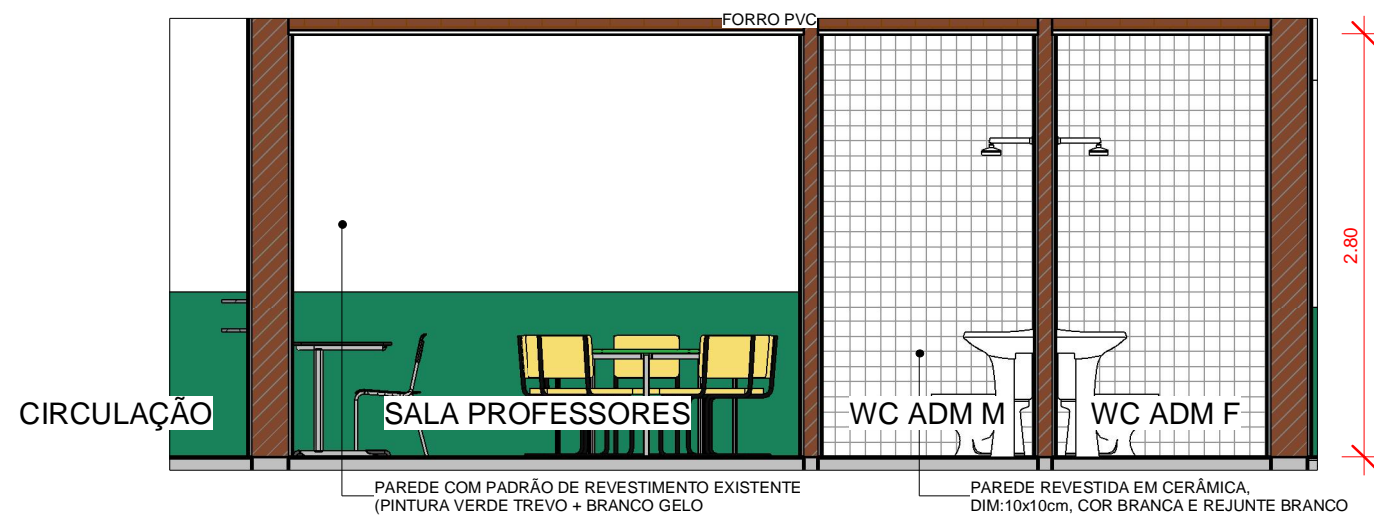 FORRO PVC
2.80
CIRCULAÇÃO
SALA PROFESSORES
WC ADM M
WC ADM F
PAREDE COM PADRÃO DE REVESTIMENTO EXISTENTE
(PINTURA VERDE TREVO + BRANCO GELO
PAREDE REVESTIDA EM CERÂMICA,
DIM:10x10cm, COR BRANCA E REJUNTE BRANCO